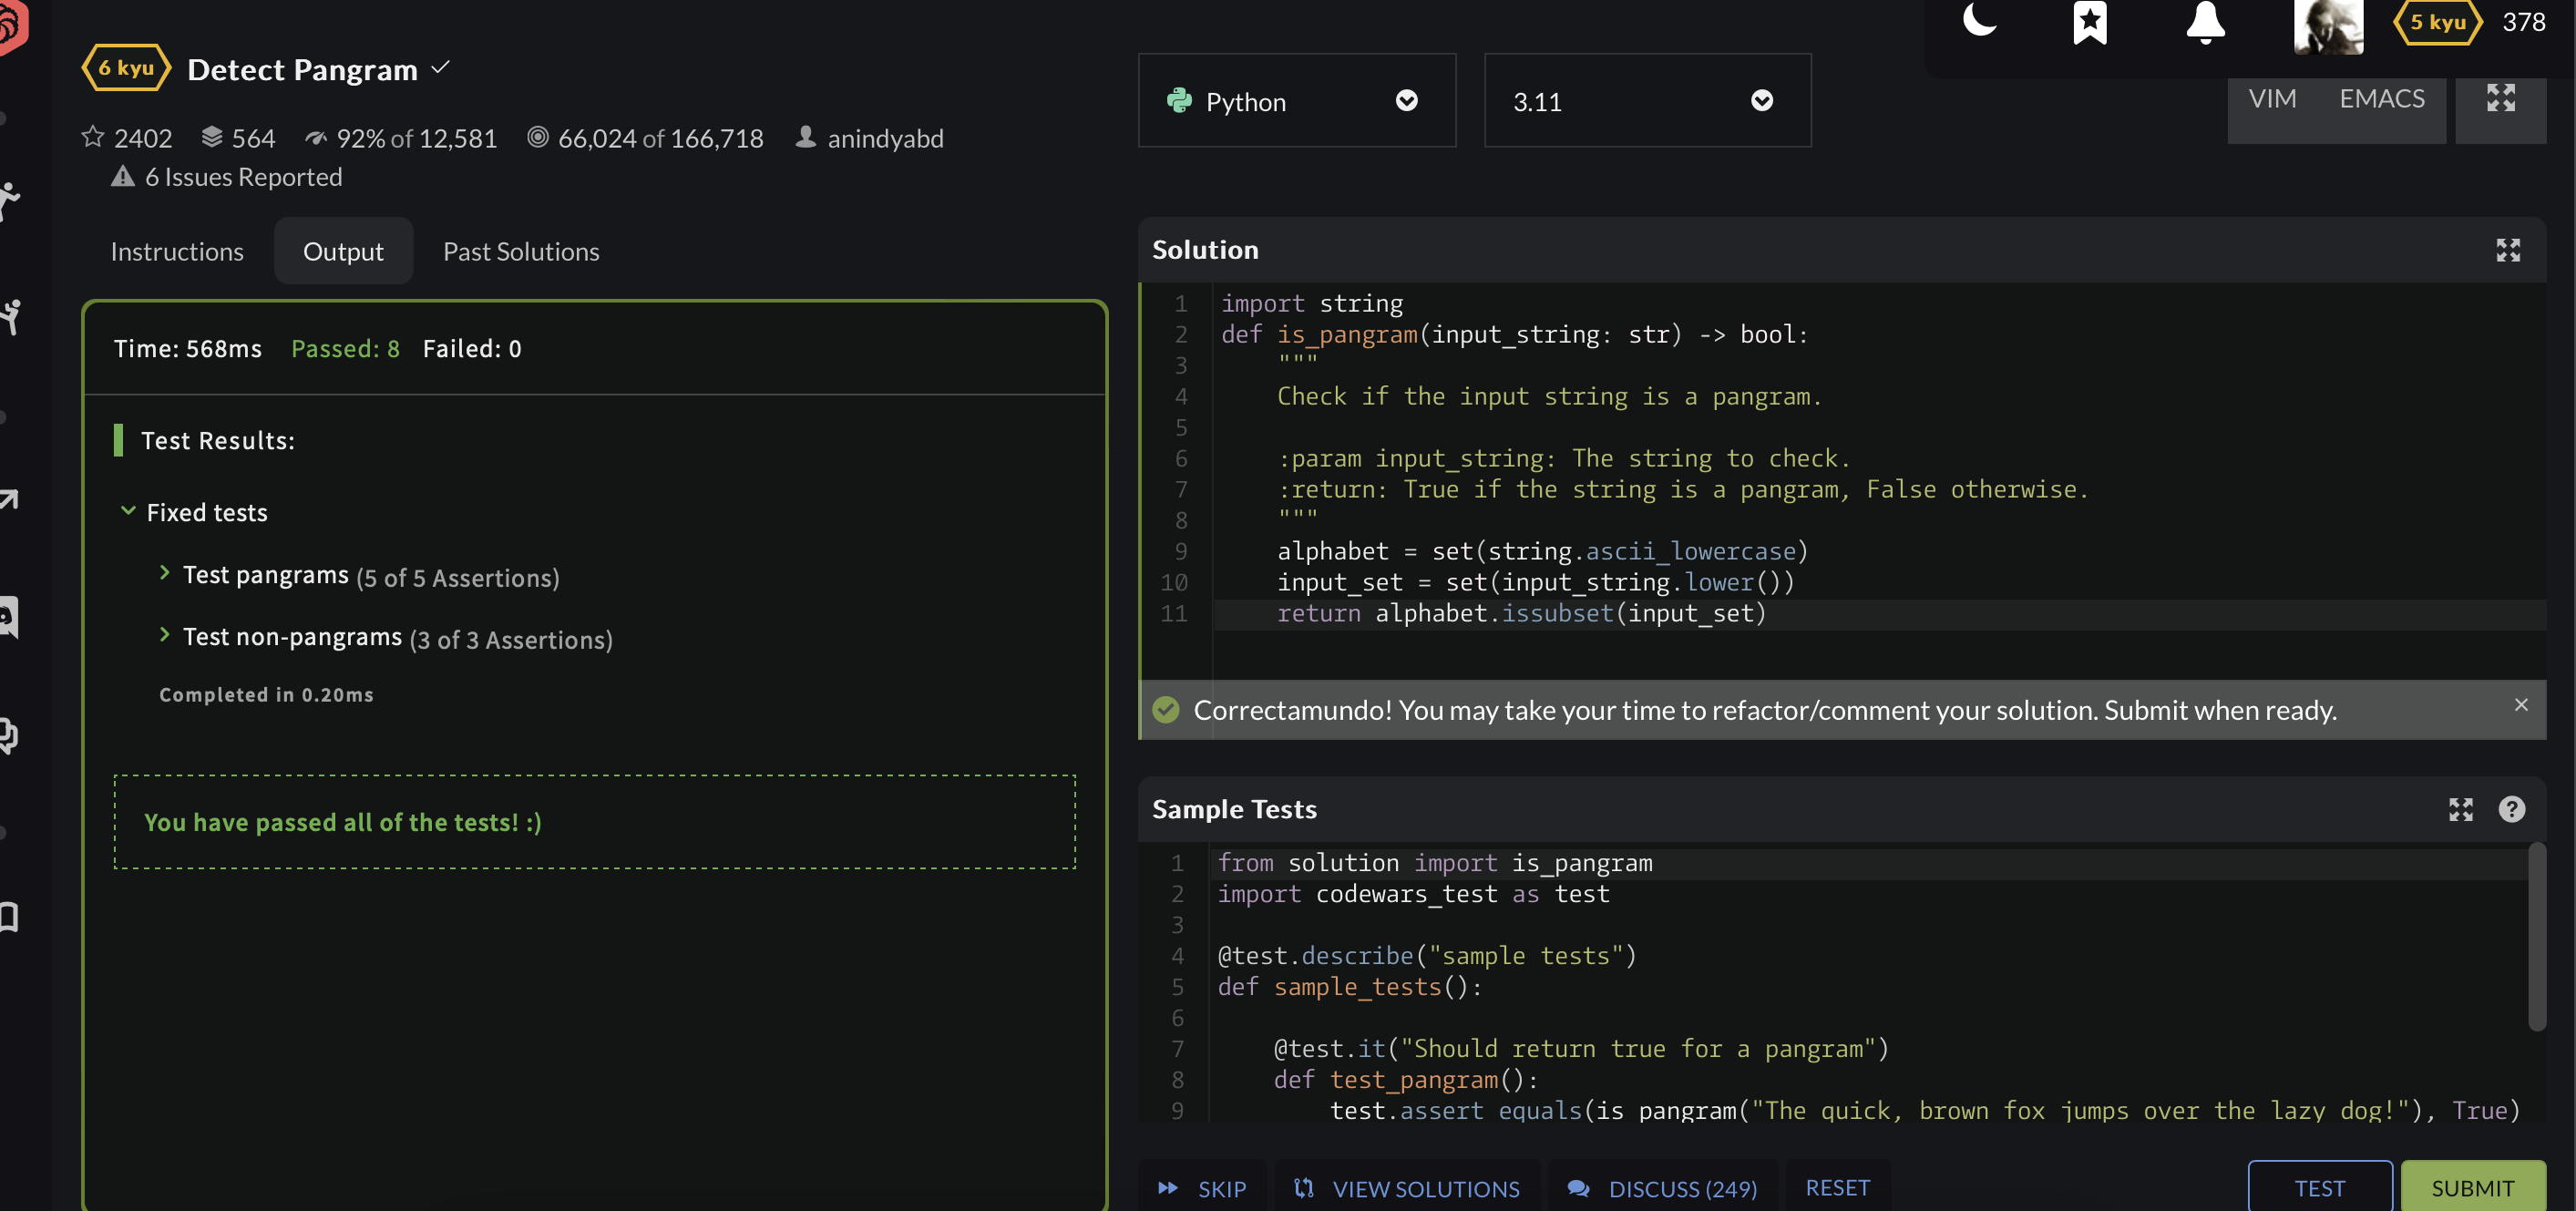 6 kyu Detect Pangram
2402 564 92% of 12,581 66,024 of 166,718 anindyabd
6 Issues Reported
Instructions Output Past Solutions
Time: 568ms Passed: 8 Failed: 0
Test Results:
Fixed tests
Test pangrams (5 of 5 Assertions)
Test non-pangrams (3 of 3 Assertions)
Completed in 0.20ms
You have passed all of the tests! :)
5 kyu 378
Python 3.11 VIM EMACS
Solution
1 import string
2 def is_pangram(input_string: str) -> bool:
3     """
4     Check if the input string is a pangram.
5
6     :param input_string: The string to check.
7     :return: True if the string is a pangram, False otherwise.
8     """
9     alphabet = set(string.ascii_lowercase)
10     input_set = set(input_string.lower())
11     return alphabet.issubset(input_set)
Correctamundo! You may take your time to refactor/comment your solution. Submit when ready.
Sample Tests
1 from solution import is_pangram
2 import codewars_test as test
3
4 @test.describe("sample tests")
5 def sample_tests():
6
7     @test.it("Should return true for a pangram")
8     def test_pangram():
9         test.assert_equals(is_pangram("The quick, brown fox jumps over the lazy dog!"), True)
SKIP VIEW SOLUTIONS DISCUSS (249) RESET TEST SUBMIT